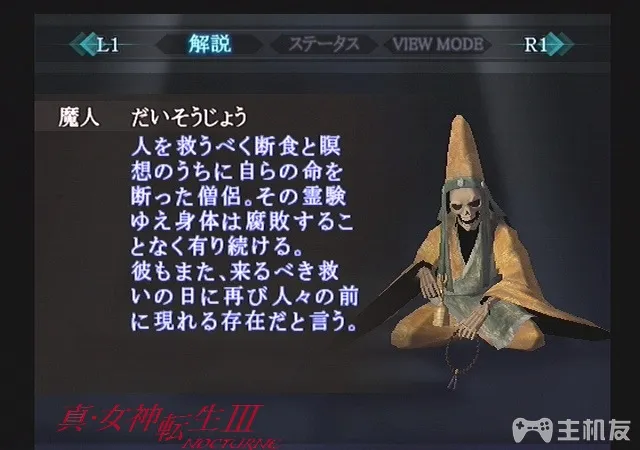 L1 解説 ステータス VIEW MODE R1
魔人 だいそうじょう
人を救うべく断食と瞑
想のうちに自らの命を
断った僧侶。その霊験
ゆえ身体は腐敗するこ
となく有り続ける。
彼もまた、来るべき救
いの日に再び人々の前
に現れる存在だと言う。
真・女神転生III
NOCTURNE
主机友